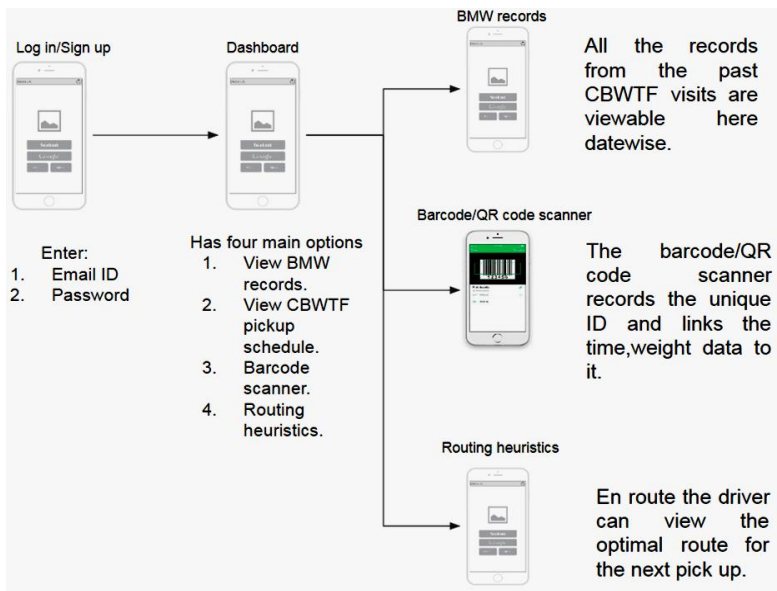 Log in/Sign up
Enter:
1. Email ID
2. Password
Dashboard
Has four main options
1. View BMW
records.
2. View CBWTF
pickup
schedule.
3. Barcode
scanner.
4. Routing
heuristics.
BMW records
All the records
from the past
CBWTF visits are
viewable here
datewise.
Barcode/QR code scanner
The barcode/QR
code scanner
records the unique
ID and links the
time,weight data to
it.
Routing heuristics
En route the driver
can view the
optimal route for
the next pick up.